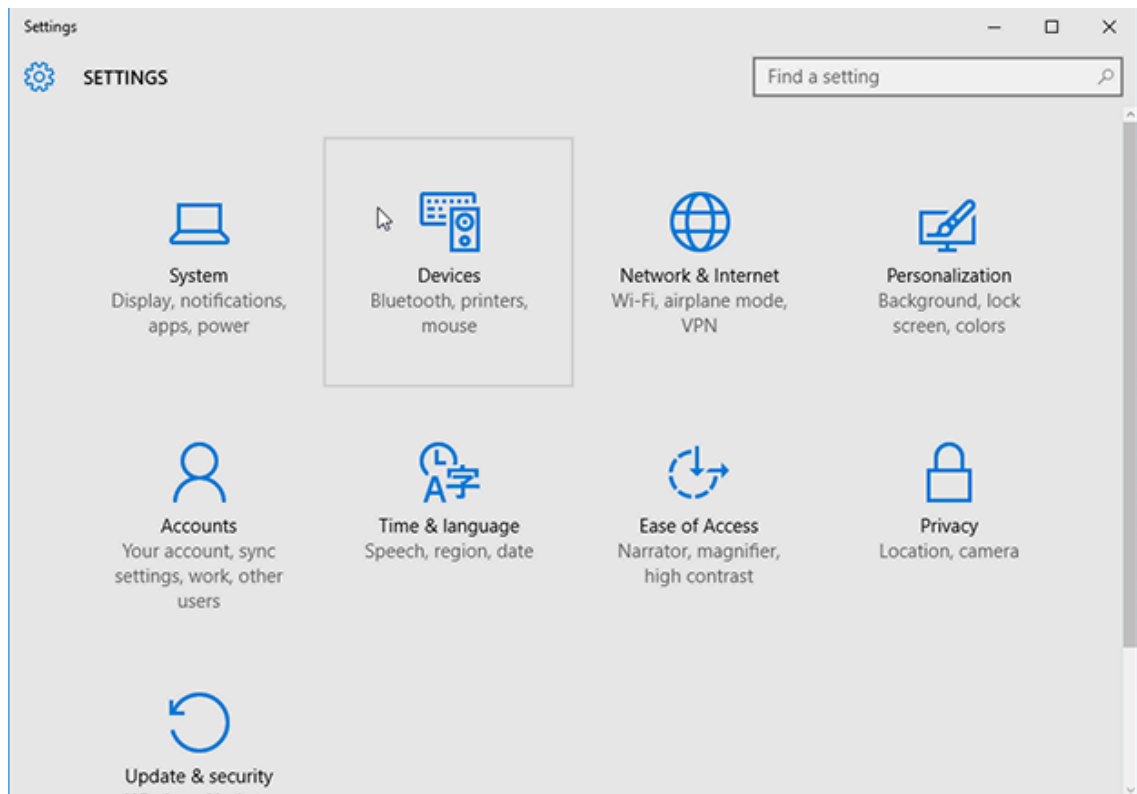 Settings
SETTINGS
Find a setting
System
Display, notifications,
apps, power
Devices
Bluetooth, printers,
mouse
Network & Internet
Wi-Fi, airplane mode,
VPN
Personalization
Background, lock
screen, colors
Accounts
Your account, sync
settings, work, other
users
A字
Time & language
Speech, region, date
Ease of Access
Narrator, magnifier,
high contrast
Privacy
Location, camera
Update & security